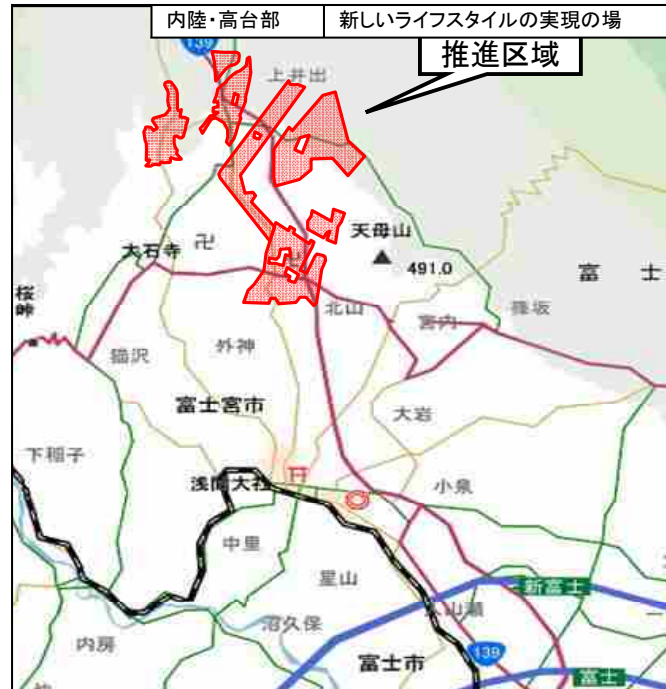 内陸・高台部 新しいライフスタイルの実現の場
推進区域
139
上井出
大石寺
卍
天母山
491.0
富 士
桜峠
北山
篠坂
宮内
猫沢
外神
富士宮市
大岩
下稲子
浅間大社
小泉
中里
星山
新富士
入山瀬
沼久保
内房
139
富士市
富士